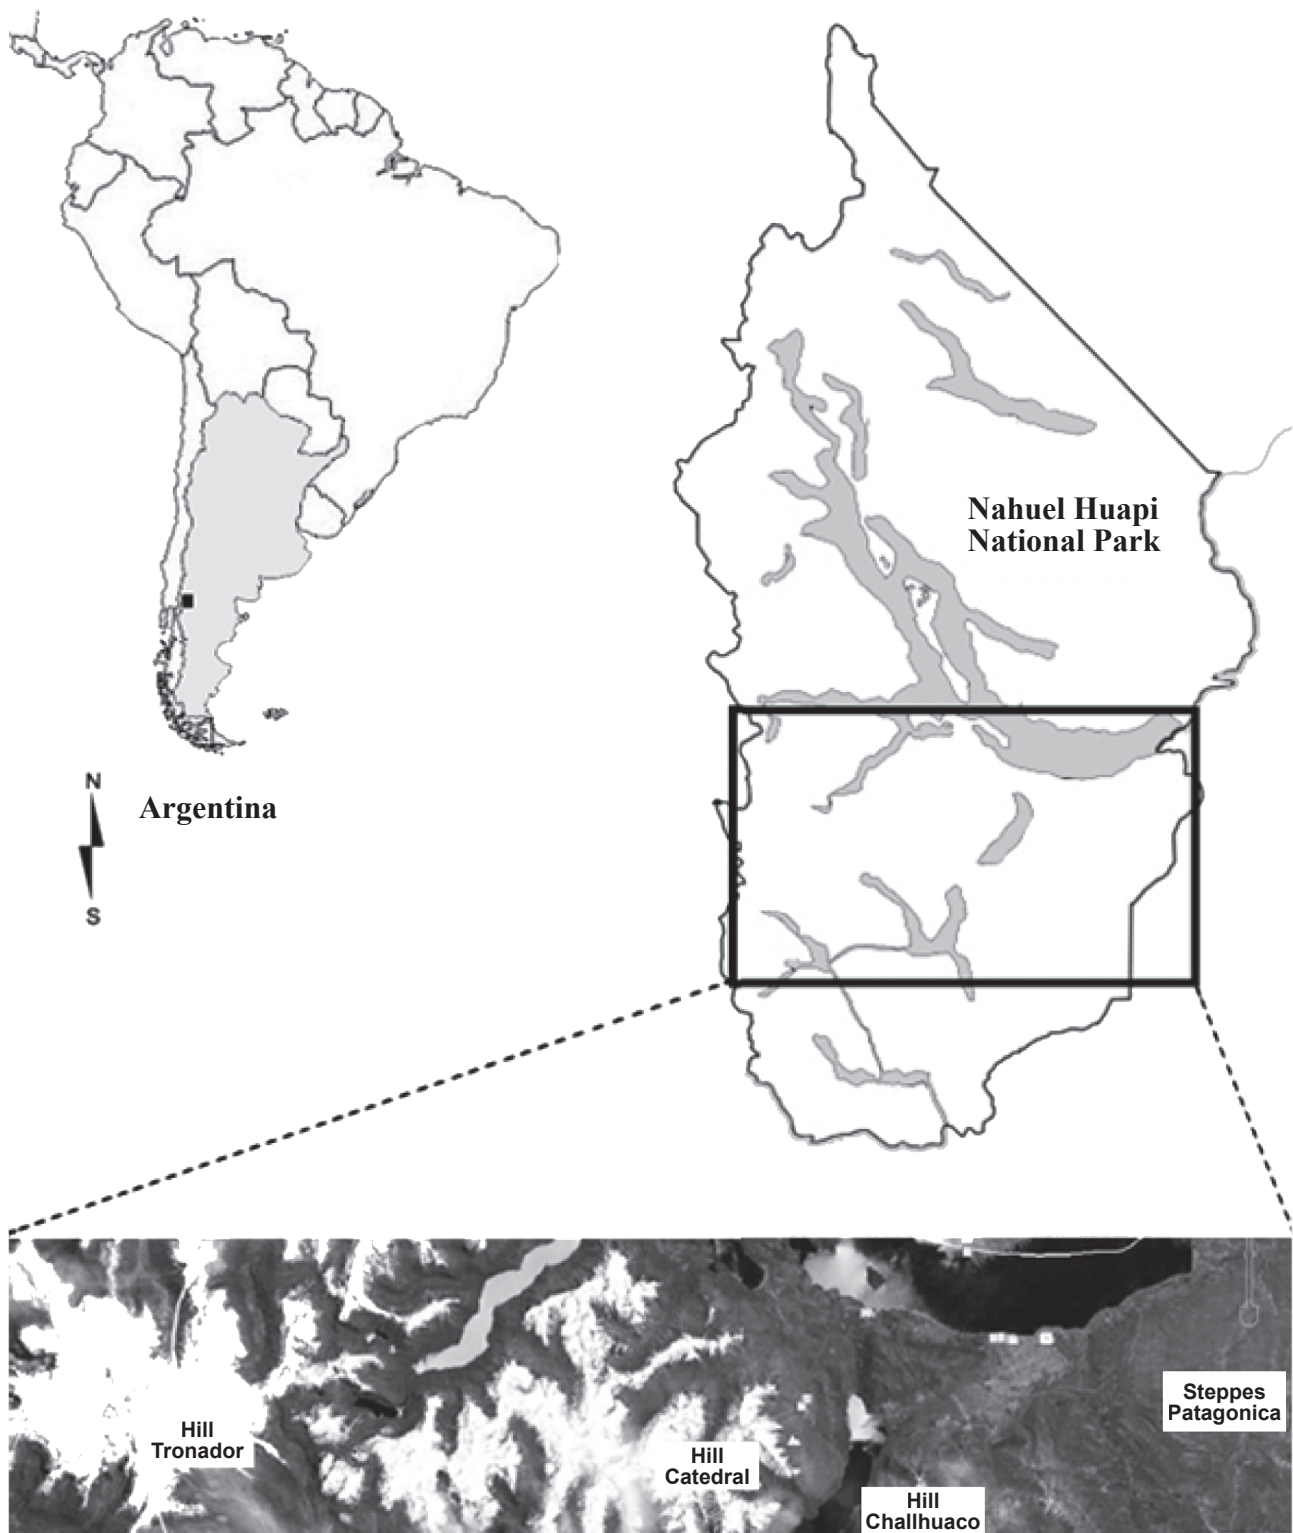 Nahuel Huapi
National Park
N
Argentina
S
Hill
Tronador
Hill
Catedral
Hill
Challhuaco
Steppes
Patagonica